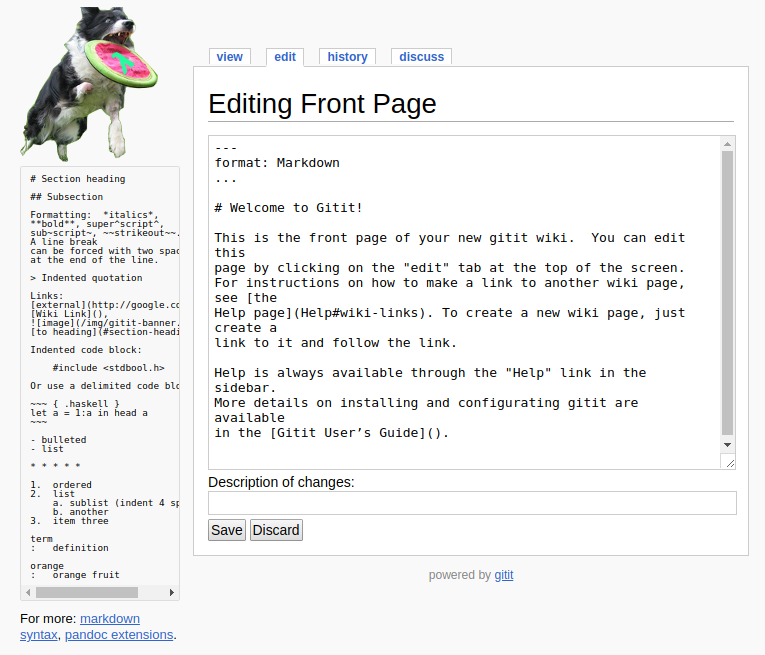 view edit history discuss
Editing Front Page
---
format: Markdown
...
# Welcome to Gitit!
This is the front page of your new gitit wiki.  You can edit
this
page by clicking on the "edit" tab at the top of the screen.
For instructions on how to make a link to another wiki page,
see [the
Help page](Help#wiki-links). To create a new wiki page, just
create a
link to it and follow the link.
Help is always available through the "Help" link in the
sidebar.
More details on installing and configurating gitit are
available
in the [Gitit User’s Guide]().
Description of changes:
Save Discard
powered by gitit
# Section heading
## Subsection
Formatting:  *italics*,
**bold**, super^script^,
sub~script~, ~~strikeout~~.
A line break
can be forced with two spac
at the end of the line.
> Indented quotation
Links:
[external](http://google.co
[Wiki Link](),
![image](/img/gitit-banner.
[to heading](#section-headi
Indented code block:
    #include <stdbool.h>
Or use a delimited code blo
~~~ { .haskell }
let a = 1:a in head a
~~~
- bulleted
- list
* * * * *
1.  ordered
2.  list
    a. sublist (indent 4 sp
    b. another
3.  item three
term
:   definition
orange
:   orange fruit
For more: markdown
syntax, pandoc extensions.